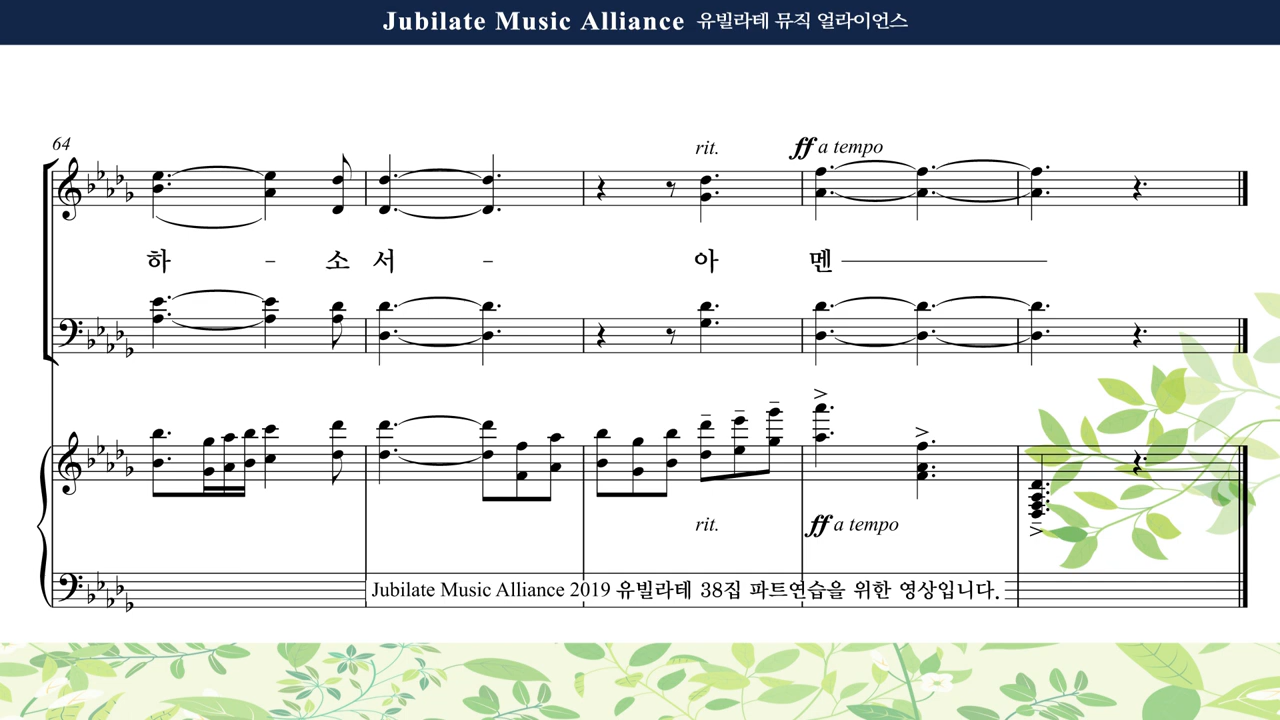 Jubilate Music Alliance 유빌라테 뮤직 얼라이언스
64
rit.
ff a tempo
하 - 소 서 - 아 멘
rit.
ff a tempo
Jubilate Music Alliance 2019 유빌라테 38집 파트연습을 위한 영상입니다.